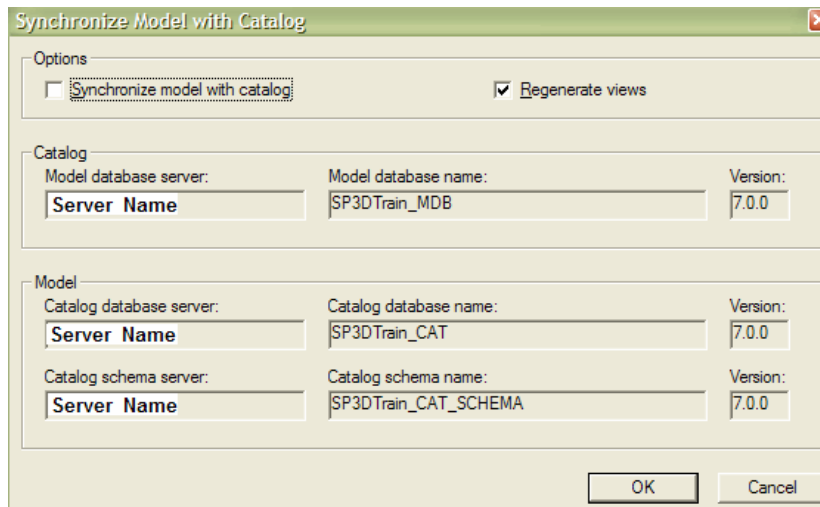 Synchronize Model with Catalog
Options
Synchronize model with catalog Regenerate views
Catalog
Model database server: Model database name: Version:
Server Name SP3DTrain_MDB 7.0.0
Model
Catalog database server: Catalog database name: Version:
Server Name SP3DTrain_CAT 7.0.0
Catalog schema server: Catalog schema name: Version:
Server Name SP3DTrain_CAT_SCHEMA 7.0.0
OK Cancel